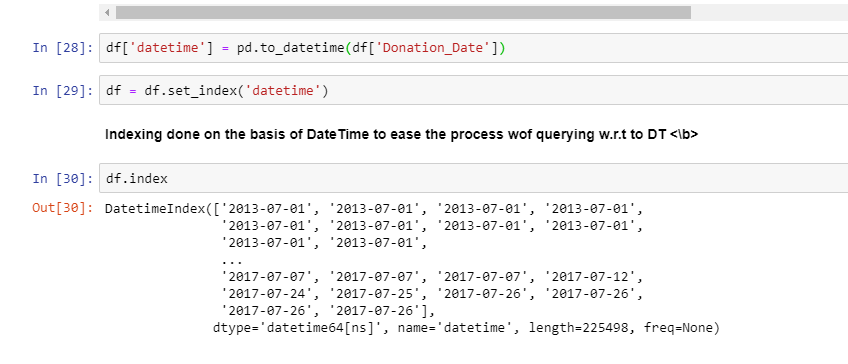 In [28]: df['datetime'] = pd.to_datetime(df['Donation_Date'])
In [29]: df = df.set_index('datetime')
Indexing done on the basis of DateTime to ease the process wof querying w.r.t to DT <\b>
In [30]: df.index
Out[30]: DatetimeIndex(['2013-07-01', '2013-07-01', '2013-07-01', '2013-07-01',
'2013-07-01', '2013-07-01', '2013-07-01', '2013-07-01',
'2013-07-01', '2013-07-01',
...
'2017-07-07', '2017-07-07', '2017-07-07', '2017-07-12',
'2017-07-24', '2017-07-25', '2017-07-26', '2017-07-26',
'2017-07-26', '2017-07-26'],
dtype='datetime64[ns]', name='datetime', length=225498, freq=None)